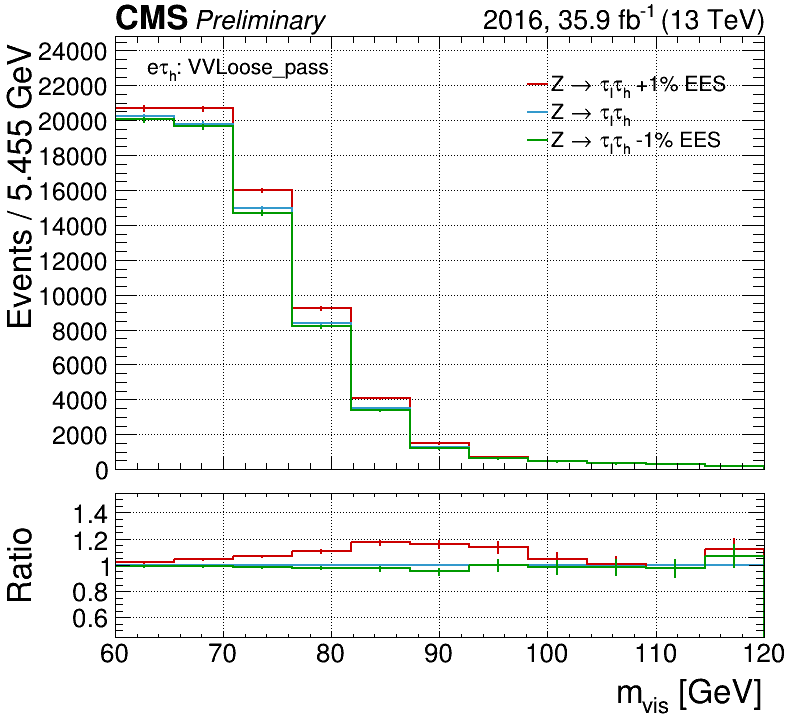 CMS Preliminary 2016, 35.9 fb⁻¹ (13 TeV)
eτₕ: VVLoose_pass
Z → τₗτₕ +1% EES
Z → τₗτₕ
Z → τₗτₕ -1% EES
Events / 5.455 GeV
24000
22000
20000
18000
16000
14000
12000
10000
8000
6000
4000
2000
0
Ratio
1.4
1.2
1
0.8
0.6
60 70 80 90 100 110 120
m_vis [GeV]